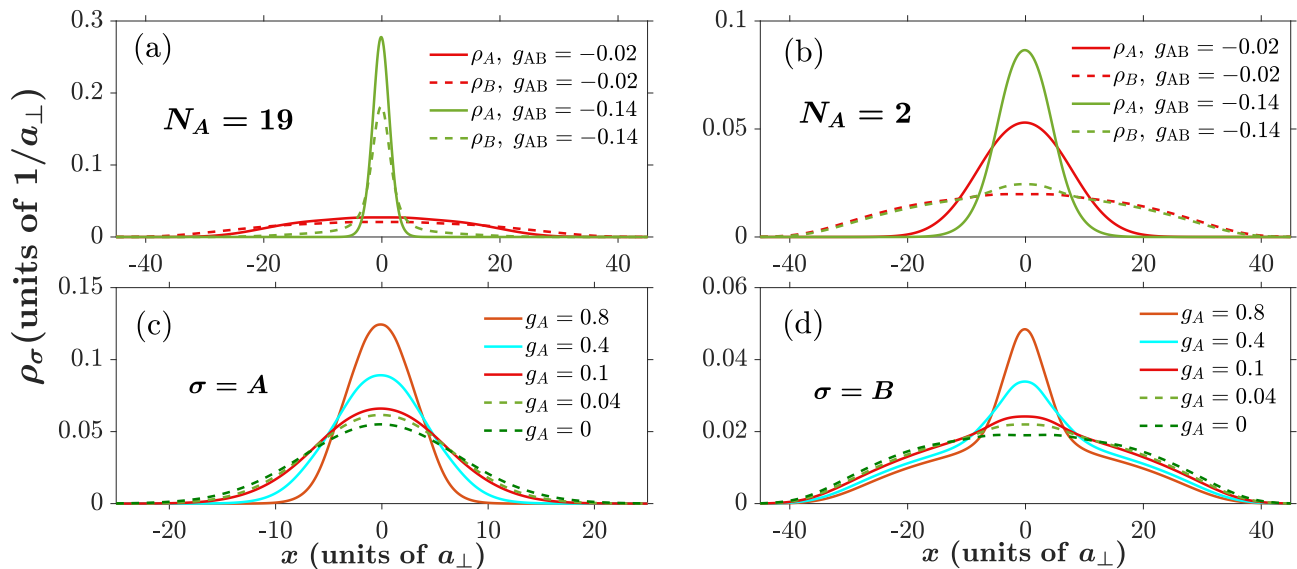 ρσ (units of 1/a⊥)
(a)
N_A = 19
0.3
0.2
0.1
0
-40 -20 0 20 40
ρ_A, g_AB = −0.02
ρ_B, g_AB = −0.02
ρ_A, g_AB = −0.14
ρ_B, g_AB = −0.14
(b)
N_A = 2
0.1
0.05
0
-40 -20 0 20 40
ρ_A, g_AB = −0.02
ρ_B, g_AB = −0.02
ρ_A, g_AB = −0.14
ρ_B, g_AB = −0.14
(c)
σ = A
0.15
0.1
0.05
0
-20 -10 0 10 20
g_A = 0.8
g_A = 0.4
g_A = 0.1
g_A = 0.04
g_A = 0
x (units of a⊥)
(d)
σ = B
0.06
0.04
0.02
0
-40 -20 0 20 40
g_A = 0.8
g_A = 0.4
g_A = 0.1
g_A = 0.04
g_A = 0
x (units of a⊥)